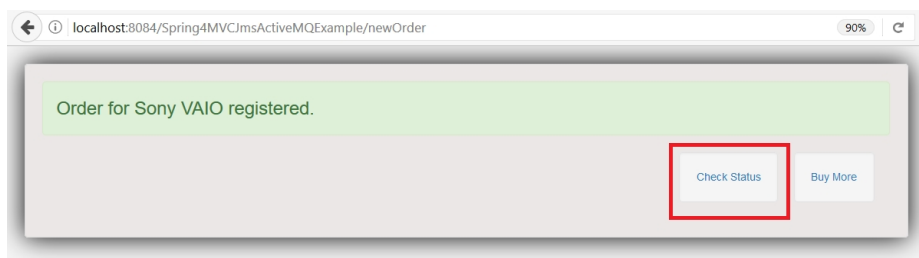 localhost:8084/Spring4MVCJmsActiveMQExample/newOrder 90%
Order for Sony VAIO registered.
Check Status Buy More